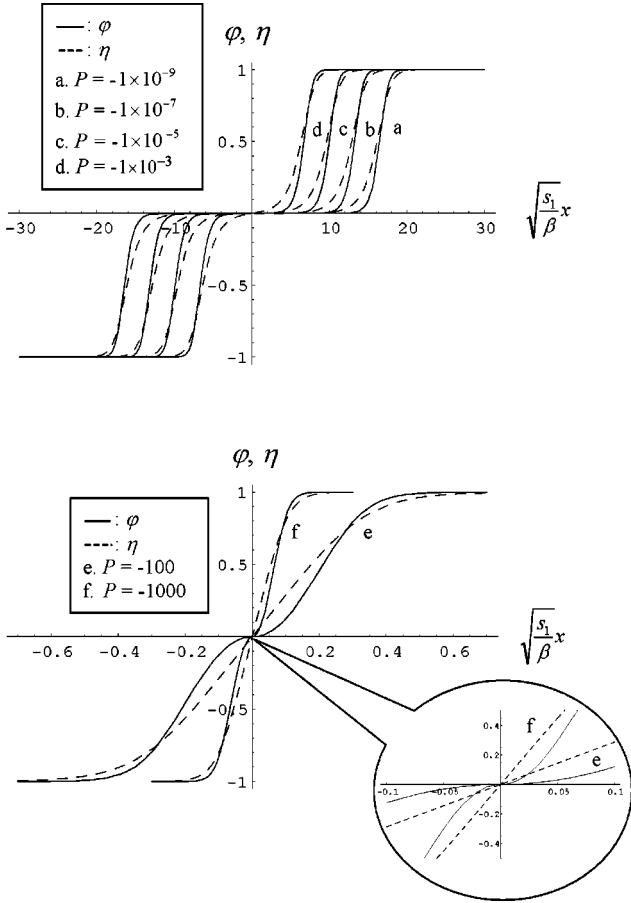 φ, η
—: φ
---: η
a. P = -1×10⁻⁹
b. P = -1×10⁻⁷
c. P = -1×10⁻⁵
d. P = -1×10⁻³
1
0.5
d c b a
-30 -20 -10 10 20 30
√(s₁/β) x
-0.5
-1
φ, η
—: φ
---: η
e. P = -100
f. P = -1000
1
0.5
f e
-0.6 -0.4 -0.2 0.2 0.4 0.6
√(s₁/β) x
-0.5
-1
0.4
0.2
f
e
-0.1 -0.05 0.05 0.1
-0.2
-0.4